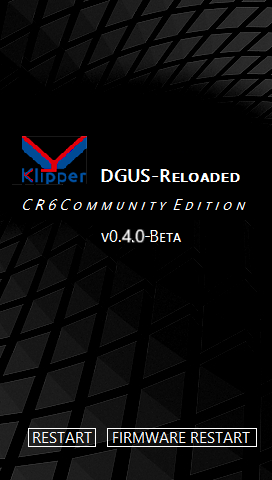 Klipper
DGUS-Reloaded
CR6Community Edition
v0.4.0-Beta
RESTART
FIRMWARE RESTART